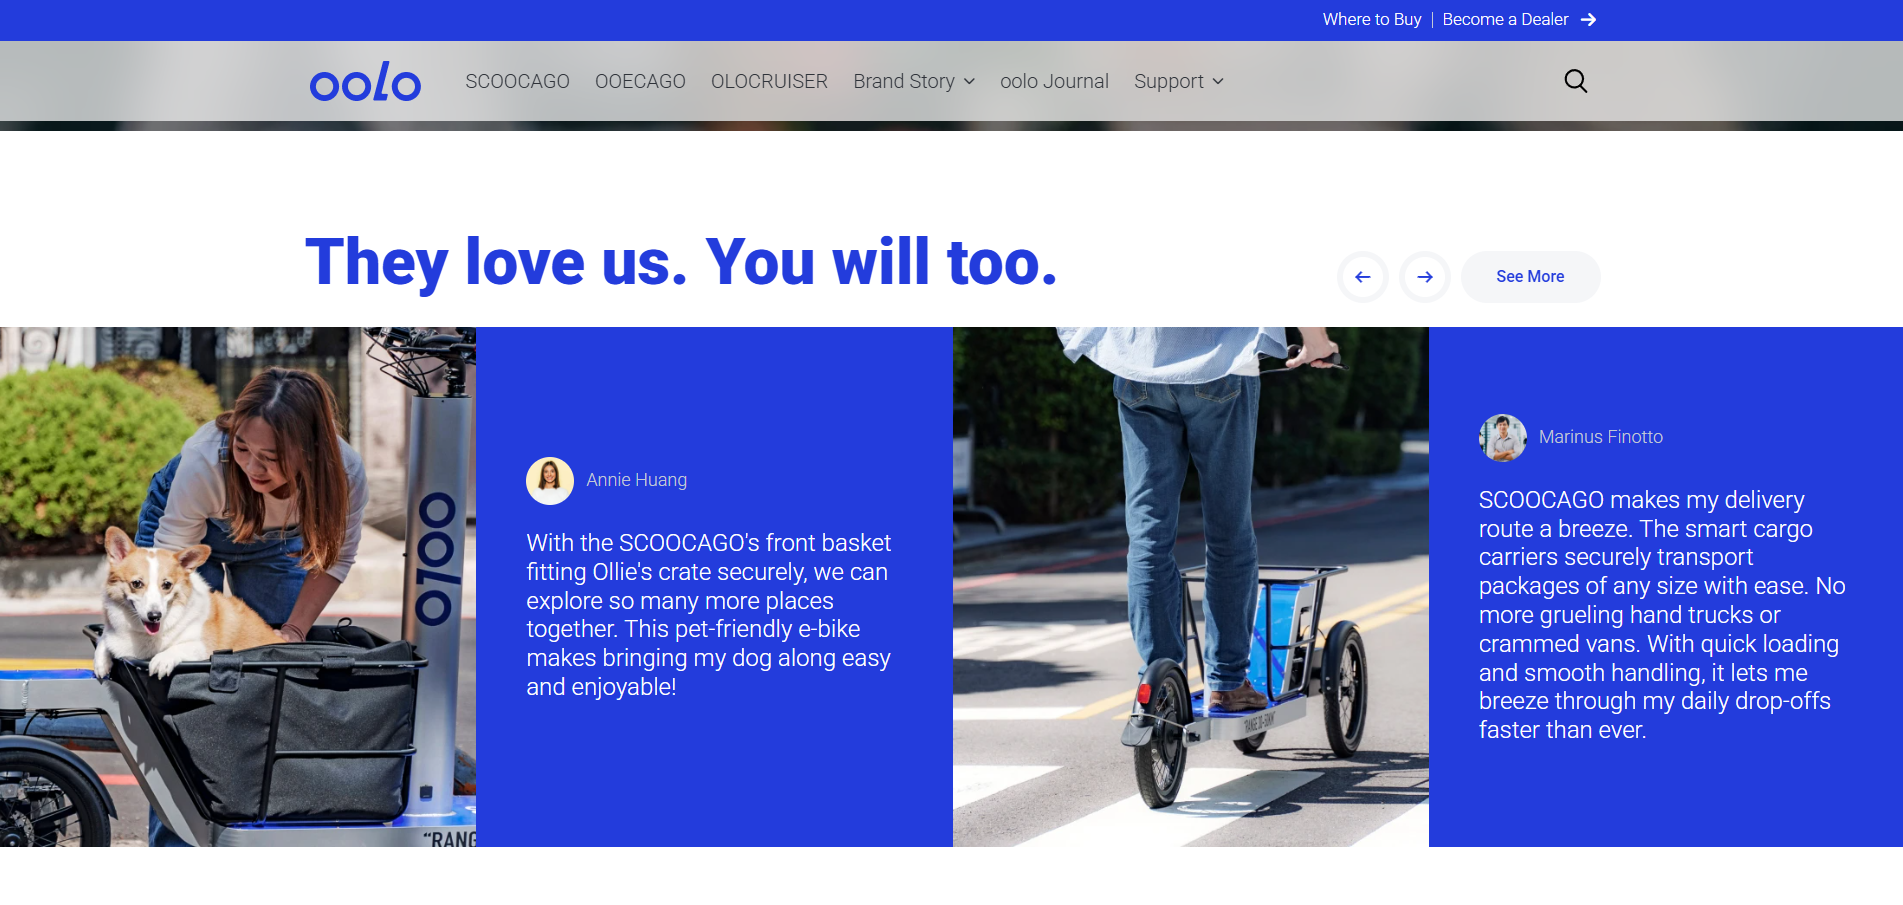 Where to Buy | Become a Dealer
oolo SCOOCAGO OOECAGO OLOCRUISER Brand Story oolo Journal Support
They love us. You will too.
See More
oolo
"RANG
Annie Huang
With the SCOOCAGO's front basket
fitting Ollie's crate securely, we can
explore so many more places
together. This pet-friendly e-bike
makes bringing my dog along easy
and enjoyable!
Marinus Finotto
SCOOCAGO makes my delivery
route a breeze. The smart cargo
carriers securely transport
packages of any size with ease. No
more grueling hand trucks or
crammed vans. With quick loading
and smooth handling, it lets me
breeze through my daily drop-offs
faster than ever.